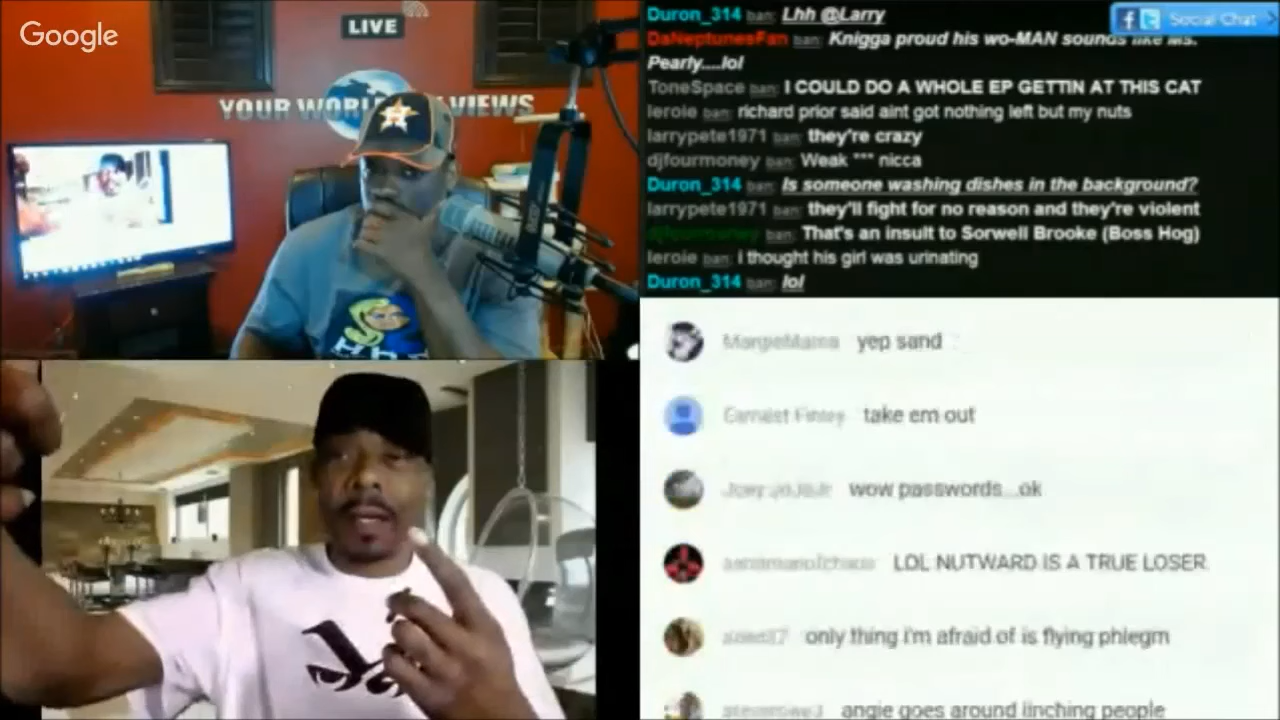 Google
LIVE
YOUR WORLD VIEWS
Social Chat
Duron_314 ban: Lhh @Larry
DaNeptunesFan ban: Knigga proud his wo-MAN sounds like Ms.
Pearly....lol
ToneSpace ban: I COULD DO A WHOLE EP GETTIN AT THIS CAT
leroie ban: richard prior said aint got nothing left but my nuts
larrypete1971 ban: they're crazy
djfourmoney ban: Weak *** nicca
Duron_314 ban: Is someone washing dishes in the background?
larrypete1971 ban: they'll fight for no reason and they're violent
djfourmoney ban: That's an insult to Sorwell Brooke (Boss Hog)
leroie ban: i thought his girl was urinating
Duron_314 ban: lol
MargieMama yep sand
Earnest Finley take em out
wow passwords...ok
LOL NUTWARD IS A TRUE LOSER
only thing i'm afraid of is flying phlegm
angie goes around linching people